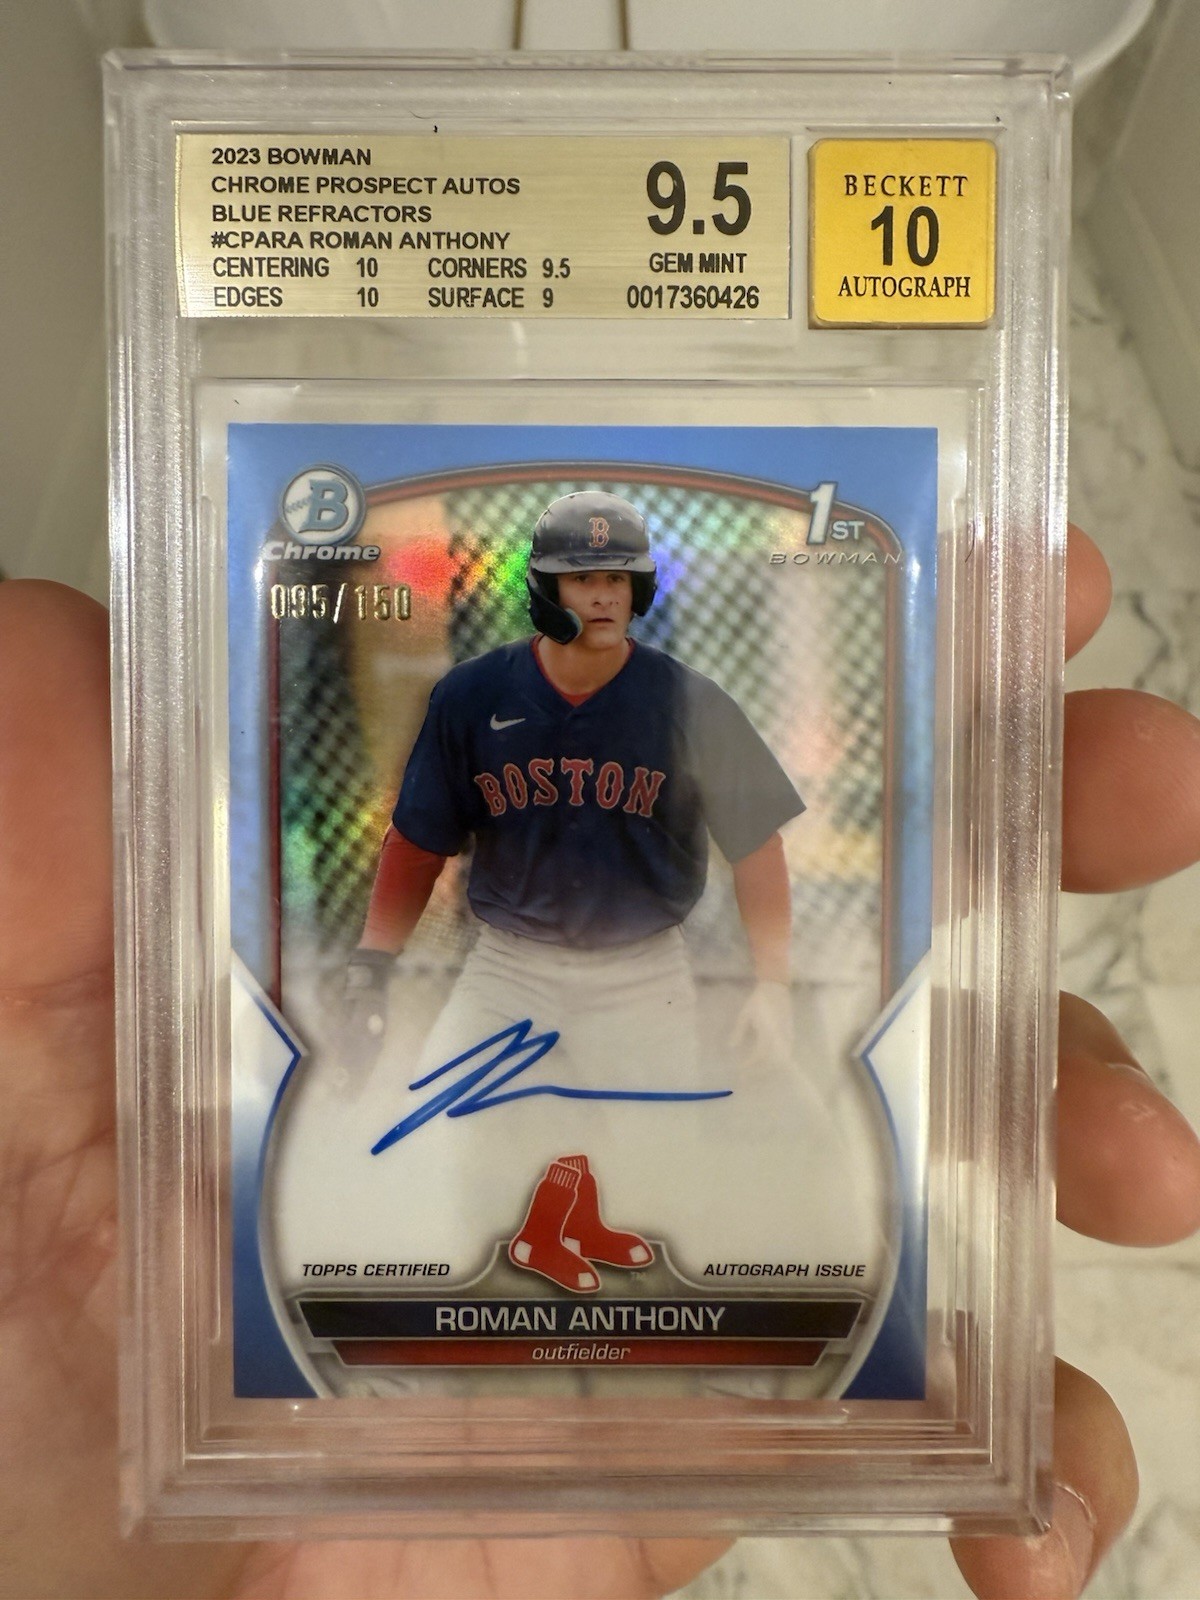 2023 BOWMAN
CHROME PROSPECT AUTOS
BLUE REFRACTORS
#CPARA ROMAN ANTHONY
CENTERING 10 CORNERS 9.5
EDGES 10 SURFACE 9
9.5
GEM MINT
0017360426
BECKETT
10
AUTOGRAPH
B
Chrome
095/150
1ST
BOWMAN
B
BOSTON
TOPPS CERTIFIED
AUTOGRAPH ISSUE
TM
ROMAN ANTHONY
outfielder